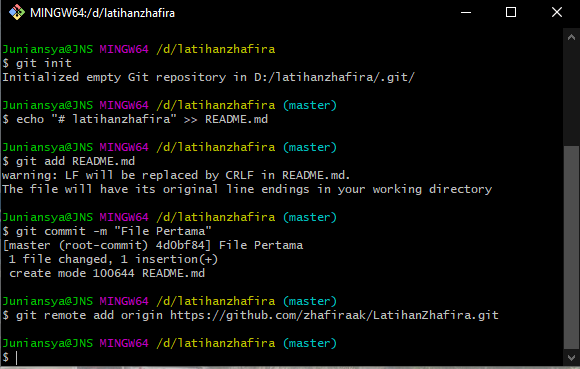 MINGW64:/d/latihanzhafira
Juniansya@JNS MINGW64 /d/latihanzhafira
$ git init
Initialized empty Git repository in D:/latihanzhafira/.git/
Juniansya@JNS MINGW64 /d/latihanzhafira (master)
$ echo "# latihanzhafira" >> README.md
Juniansya@JNS MINGW64 /d/latihanzhafira (master)
$ git add README.md
warning: LF will be replaced by CRLF in README.md.
The file will have its original line endings in your working directory
Juniansya@JNS MINGW64 /d/latihanzhafira (master)
$ git commit -m "File Pertama"
[master (root-commit) 4d0bf84] File Pertama
 1 file changed, 1 insertion(+)
 create mode 100644 README.md
Juniansya@JNS MINGW64 /d/latihanzhafira (master)
$ git remote add origin https://github.com/zhafiraak/LatihanZhafira.git
Juniansya@JNS MINGW64 /d/latihanzhafira (master)
$